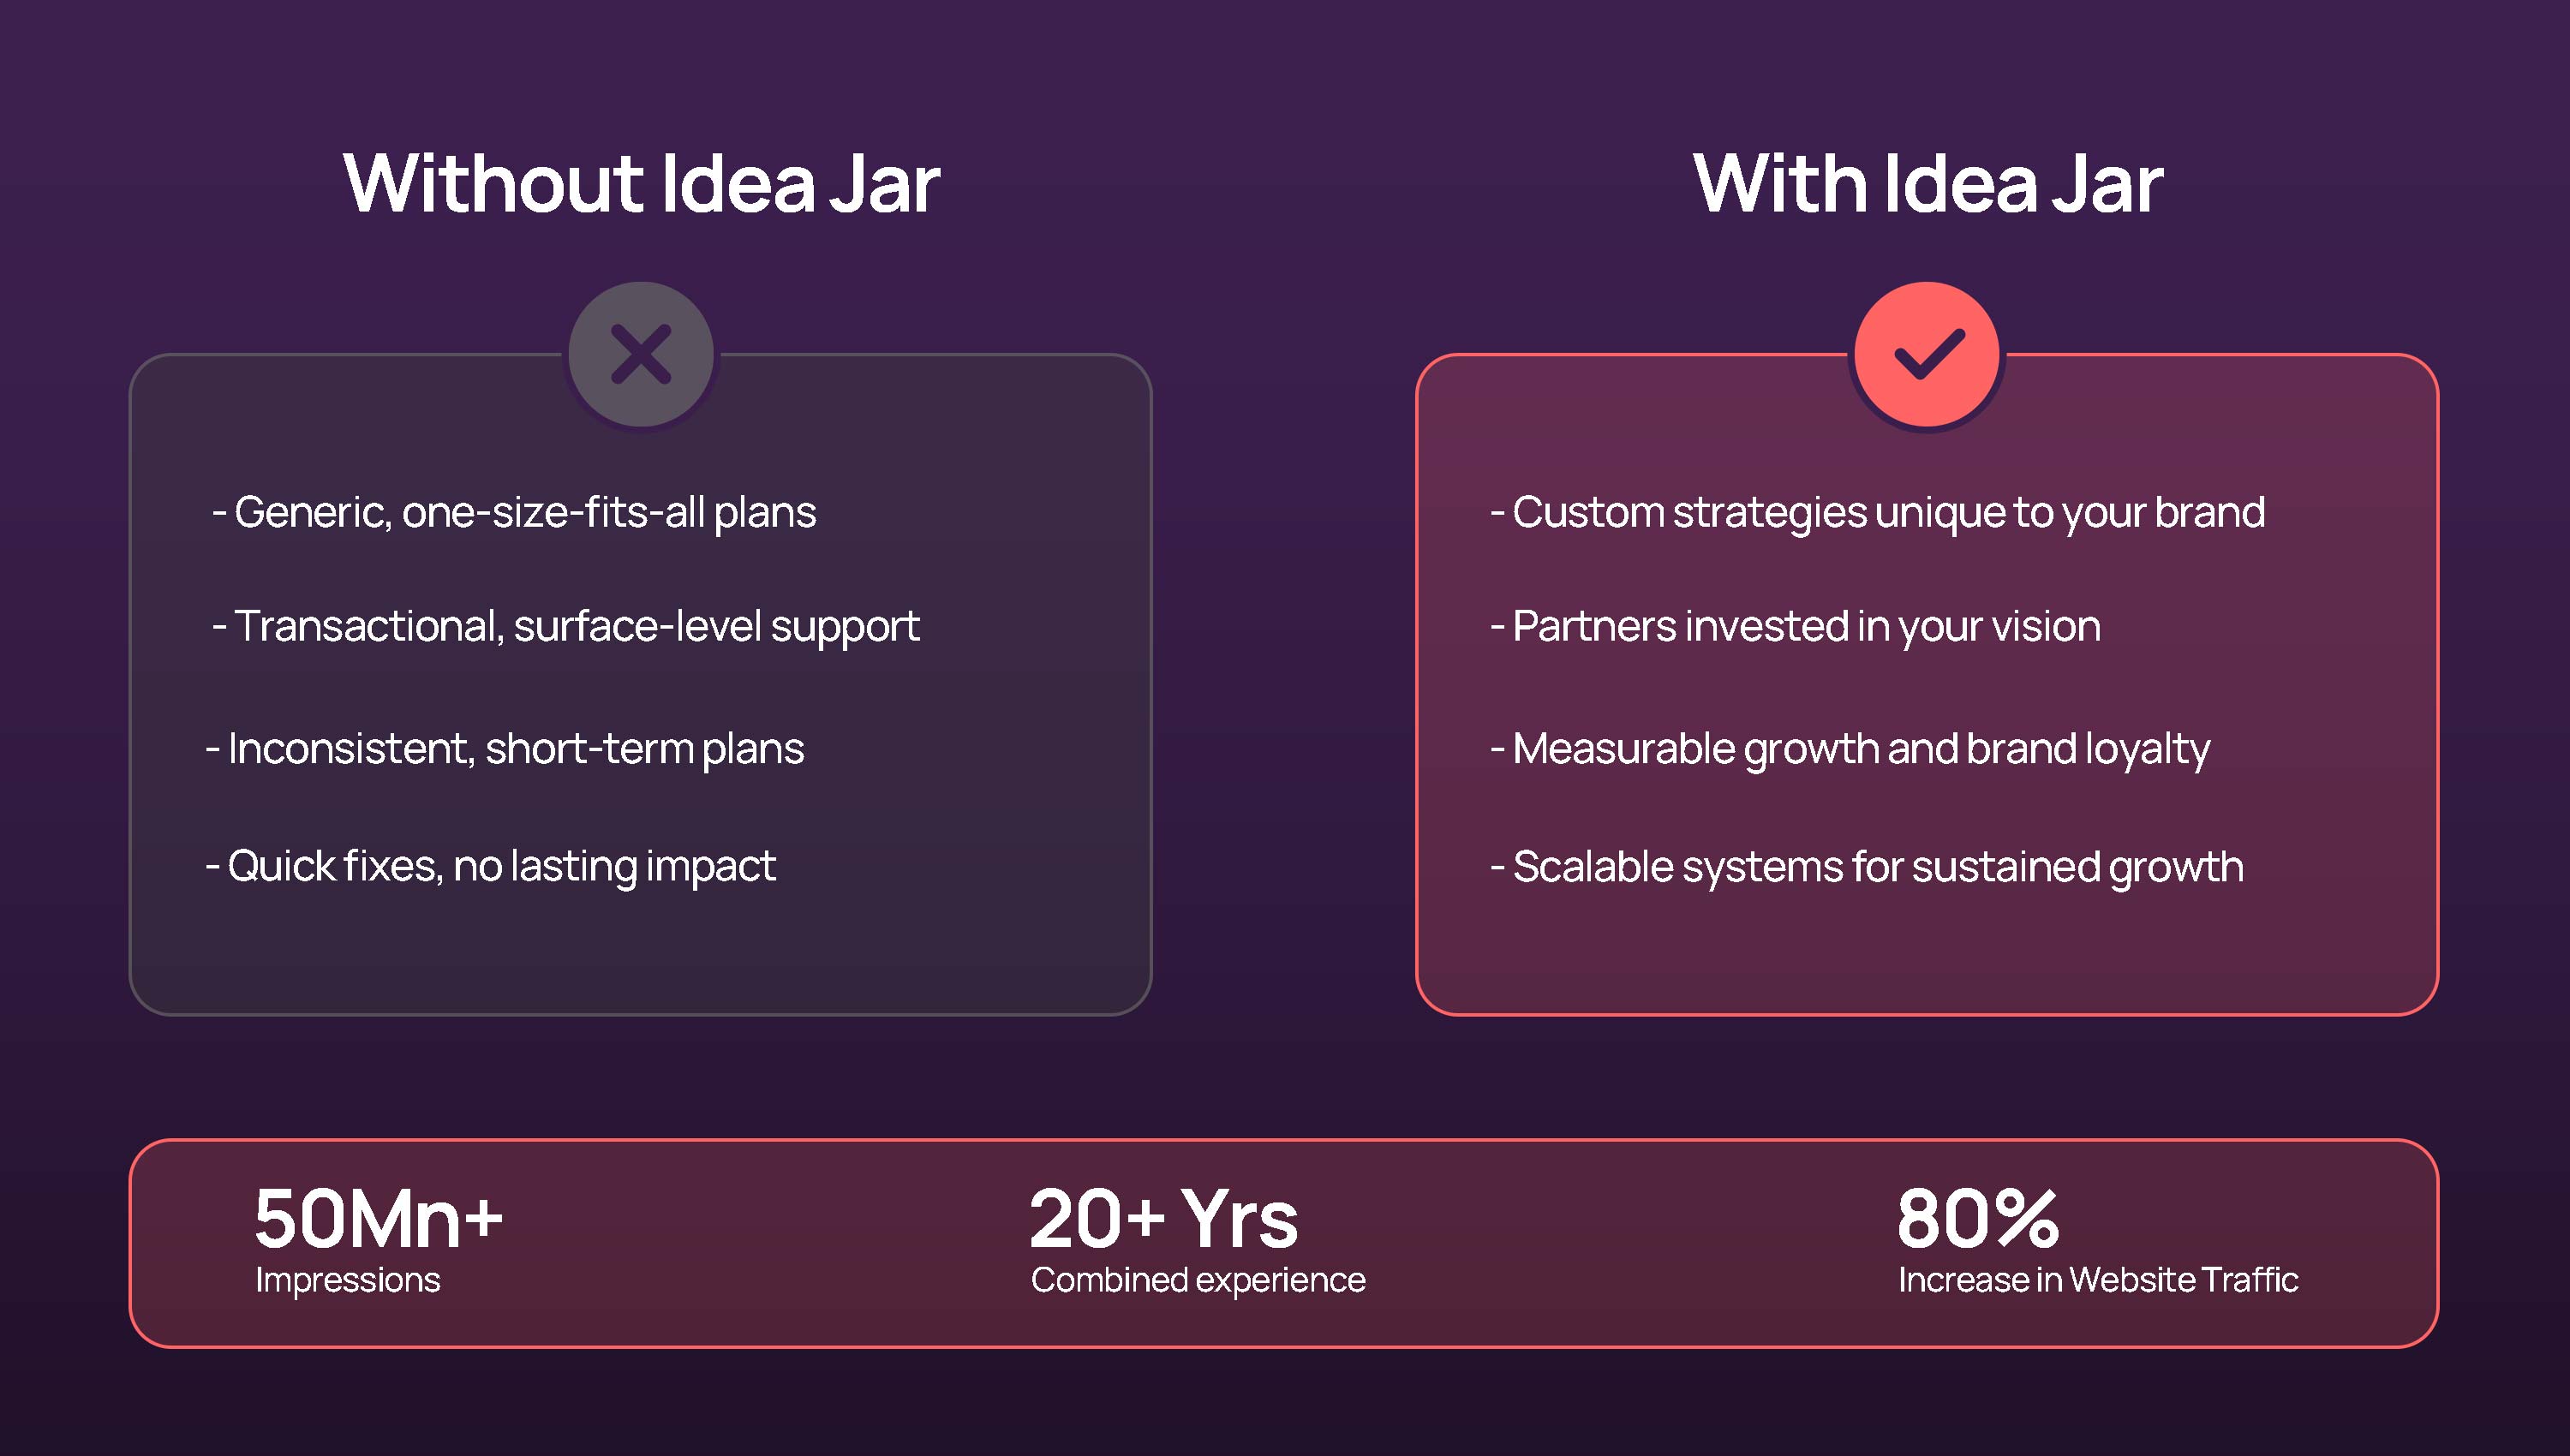 Without Idea Jar
- Generic, one-size-fits-all plans
- Transactional, surface-level support
- Inconsistent, short-term plans
- Quick fixes, no lasting impact
With Idea Jar
- Custom strategies unique to your brand
- Partners invested in your vision
- Measurable growth and brand loyalty
- Scalable systems for sustained growth
50Mn+
Impressions
20+ Yrs
Combined experience
80%
Increase in Website Traffic